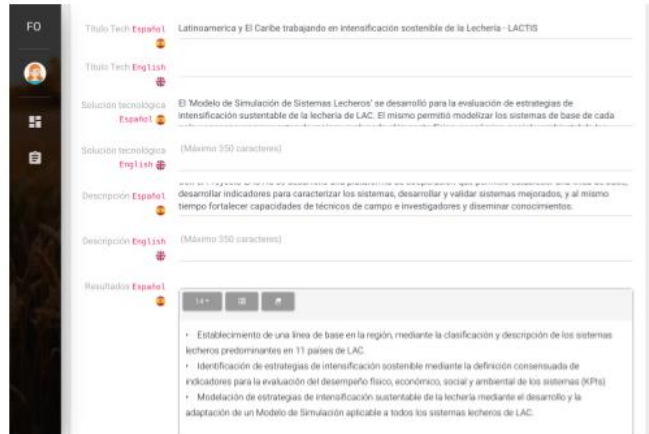 FO
Título Tech Español
Latinoamerica y El Caribe trabajando en intensificación sostenible de la Lechería - LACTIS
Título Tech English
Solución tecnológica
Español
El 'Modelo de Simulación de Sistemas Lecheros' se desarrolló para la evaluación de estrategias de
intensificación sustentable de la lechería de LAC. El mismo permitió modelizar los sistemas de base de cada
Solución tecnológica
English
(Máximo 350 caracteres)
Descripción Español
desarrollar indicadores para caracterizar los sistemas, desarrollar y validar sistemas mejorados, y al mismo
tiempo fortalecer capacidades de técnicos de campo e investigadores y diseminar conocimientos.
Descripción English
(Máximo 350 caracteres)
Resultados Español
14
• Establecimiento de una línea de base en la región, mediante la clasificación y descripción de los sistemas
lecheros predominantes en 11 países de LAC.
• Identificación de estrategias de intensificación sostenible mediante la definición consensuada de
indicadores para la evaluación del desempeño físico, económico, social y ambiental de los sistemas (KPIs)
• Modelación de estrategias de intensificación sustentable de la lechería mediante el desarrollo y la
adaptación de un Modelo de Simulación aplicable a todos los sistemas lecheros de LAC.